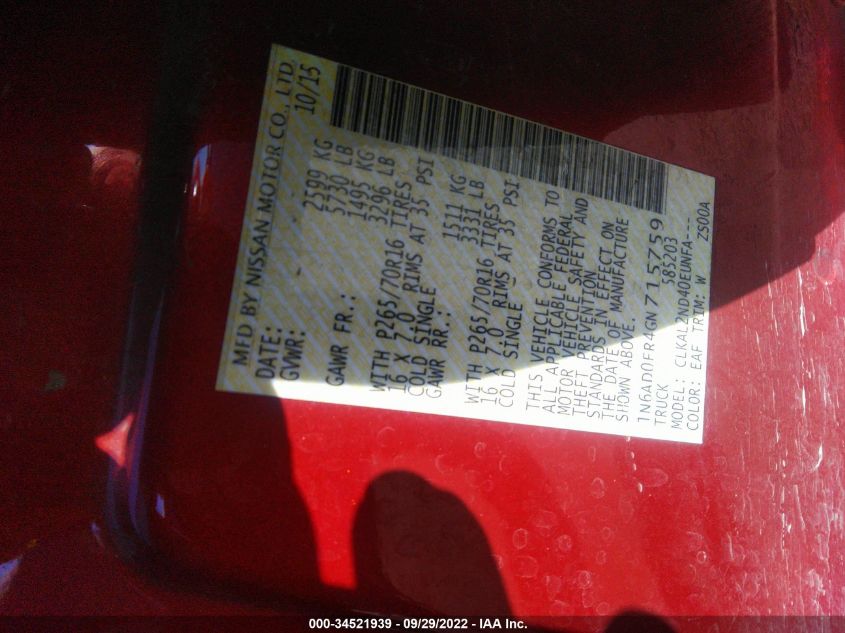 MFD BY NISSAN MOTOR CO., LTD.
DATE: 10/15
GVWR: 2599 KG
5730 LB
GAWR FR.: 1495 KG
3296 LB
WITH P265/70R16 TIRES
16 X 7.0 RIMS AT 35 PSI
COLD SINGLE
GAWR RR.: 1511 KG
3331 LB
WITH P265/70R16 TIRES
16 X 7.0 RIMS AT 35 PSI
COLD SINGLE
THIS VEHICLE CONFORMS TO
ALL APPLICABLE FEDERAL
MOTOR VEHICLE SAFETY AND
THEFT PREVENTION
STANDARDS IN EFFECT ON
THE DATE OF MANUFACTURE
SHOWN ABOVE.
1N6AD0FR4GN715759
TRUCK 585203
MODEL: CLKAL2ND40EUNFA---
COLOR: EAF TRIM: W ZS00A
000-34521939 - 09/29/2022 - IAA Inc.